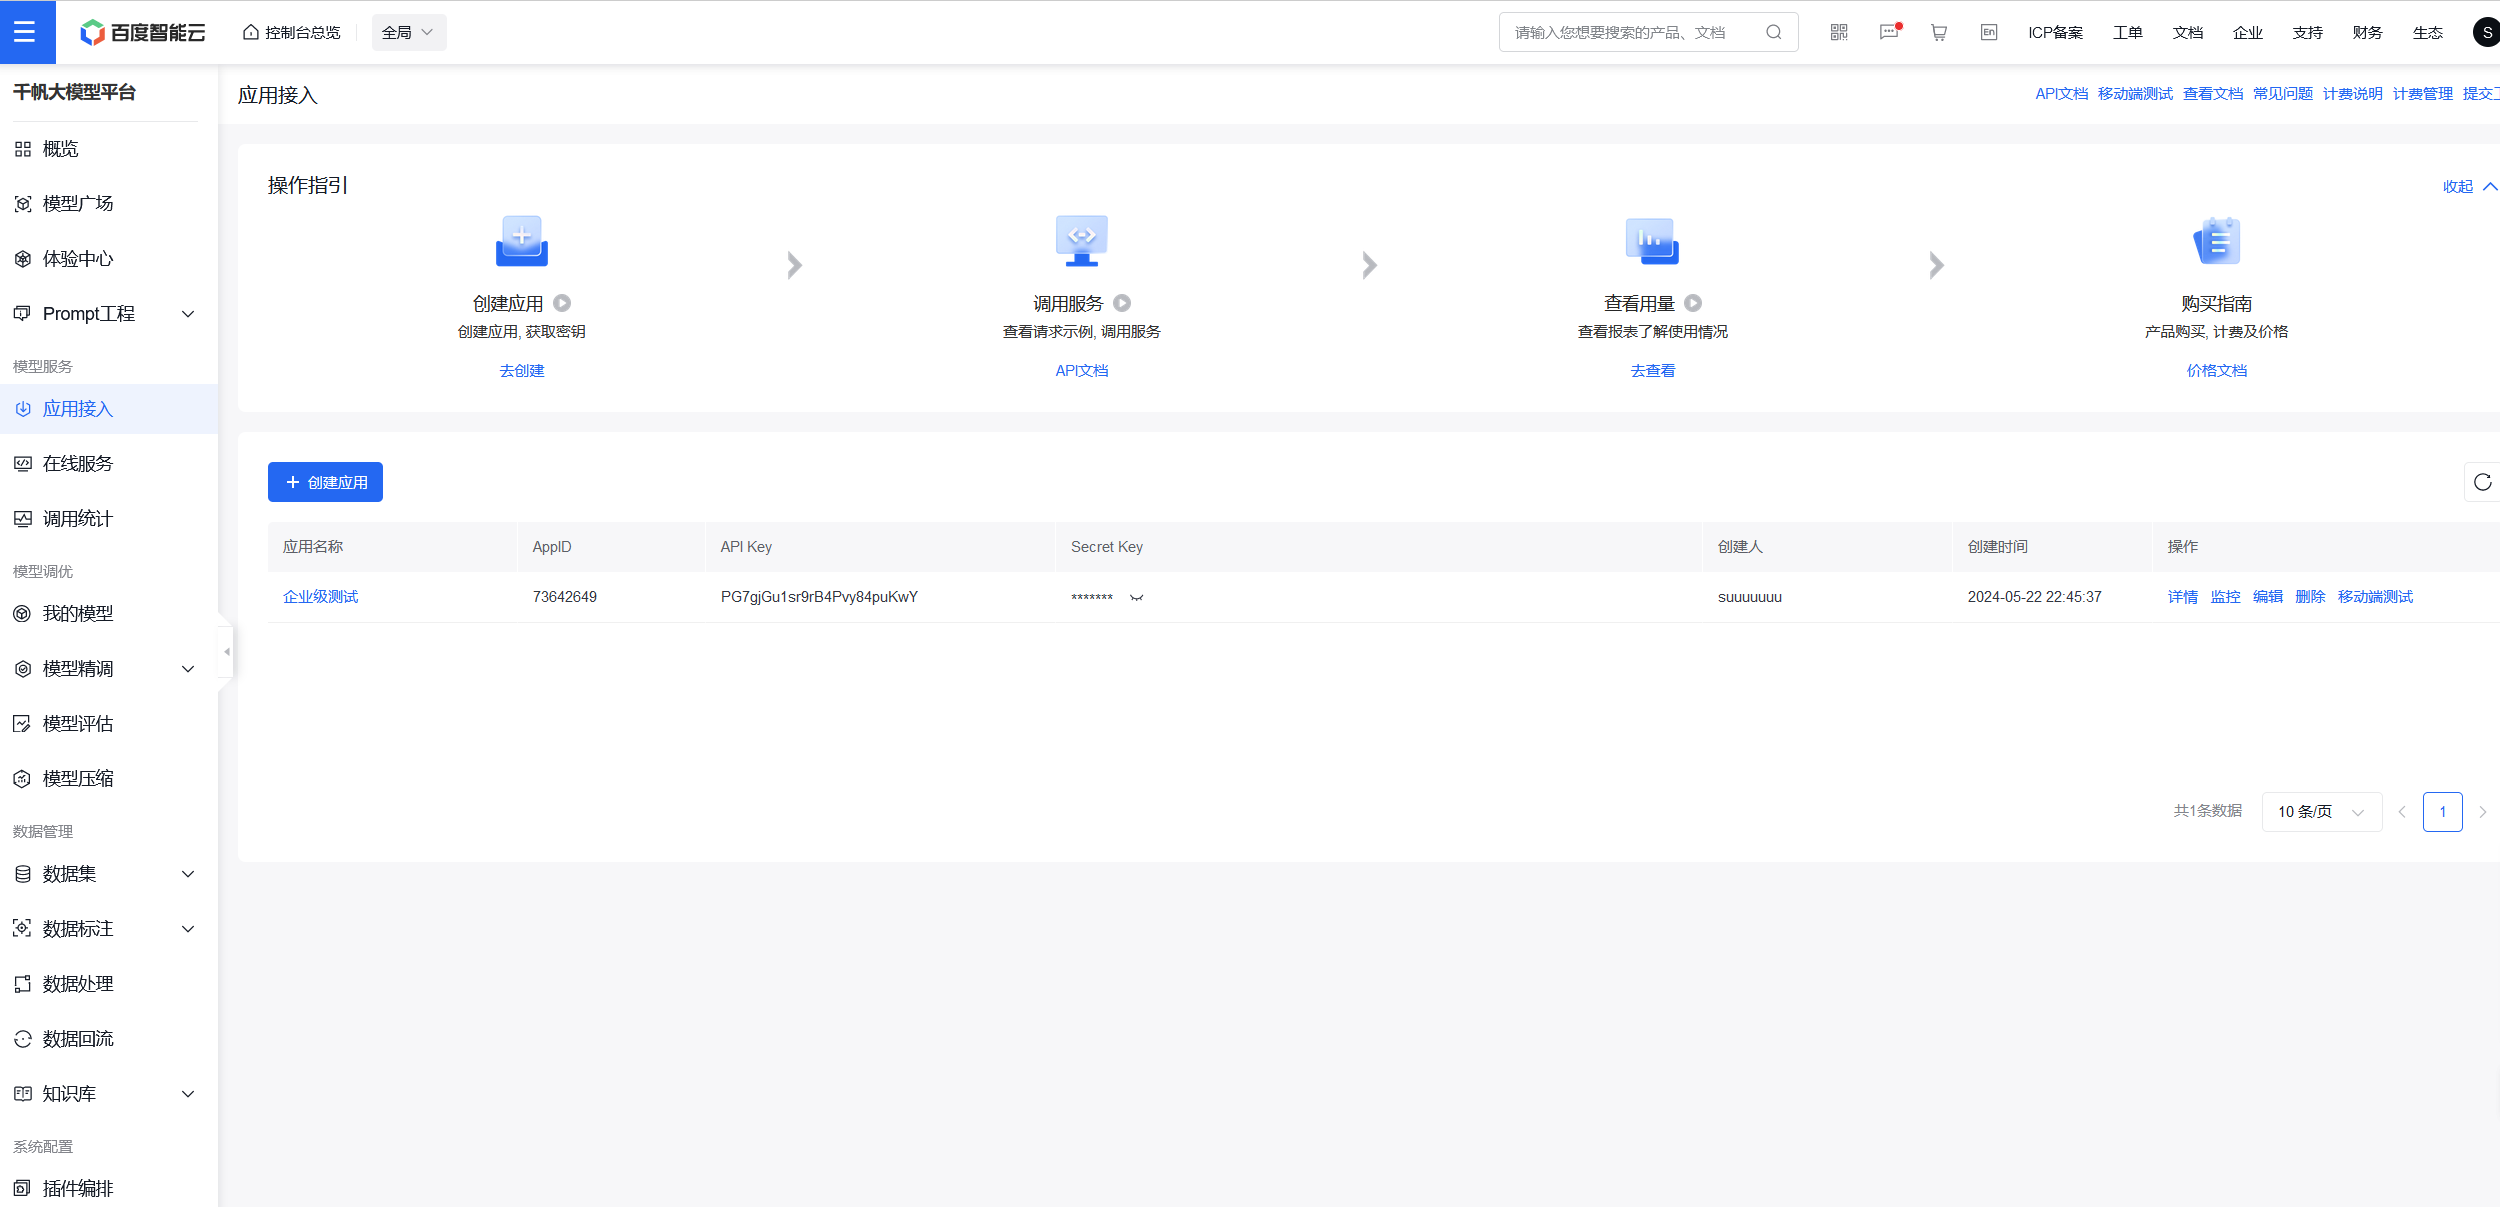 百度智能云
控制台总览
全局
请输入您想要搜索的产品、文档
En
ICP备案
工单
文档
企业
支持
财务
生态
S
千帆大模型平台
概览
模型广场
体验中心
Prompt工程
模型服务
应用接入
在线服务
调用统计
模型调优
我的模型
模型精调
模型评估
模型压缩
数据管理
数据集
数据标注
数据处理
数据回流
知识库
系统配置
插件编排
应用接入
API文档 移动端测试 查看文档 常见问题 计费说明 计费管理 提交
操作指引
收起
创建应用
创建应用, 获取密钥
去创建
调用服务
查看请求示例, 调用服务
API文档
查看用量
查看报表了解使用情况
去查看
购买指南
产品购买, 计费及价格
价格文档
创建应用
应用名称 AppID API Key Secret Key 创建人 创建时间 操作
企业级测试 73642649 PG7gjGu1sr9rB4Pvy84puKwY ******* suuuuuuu 2024-05-22 22:45:37 详情 监控 编辑 删除 移动端测试
共1条数据 10 条/页 1